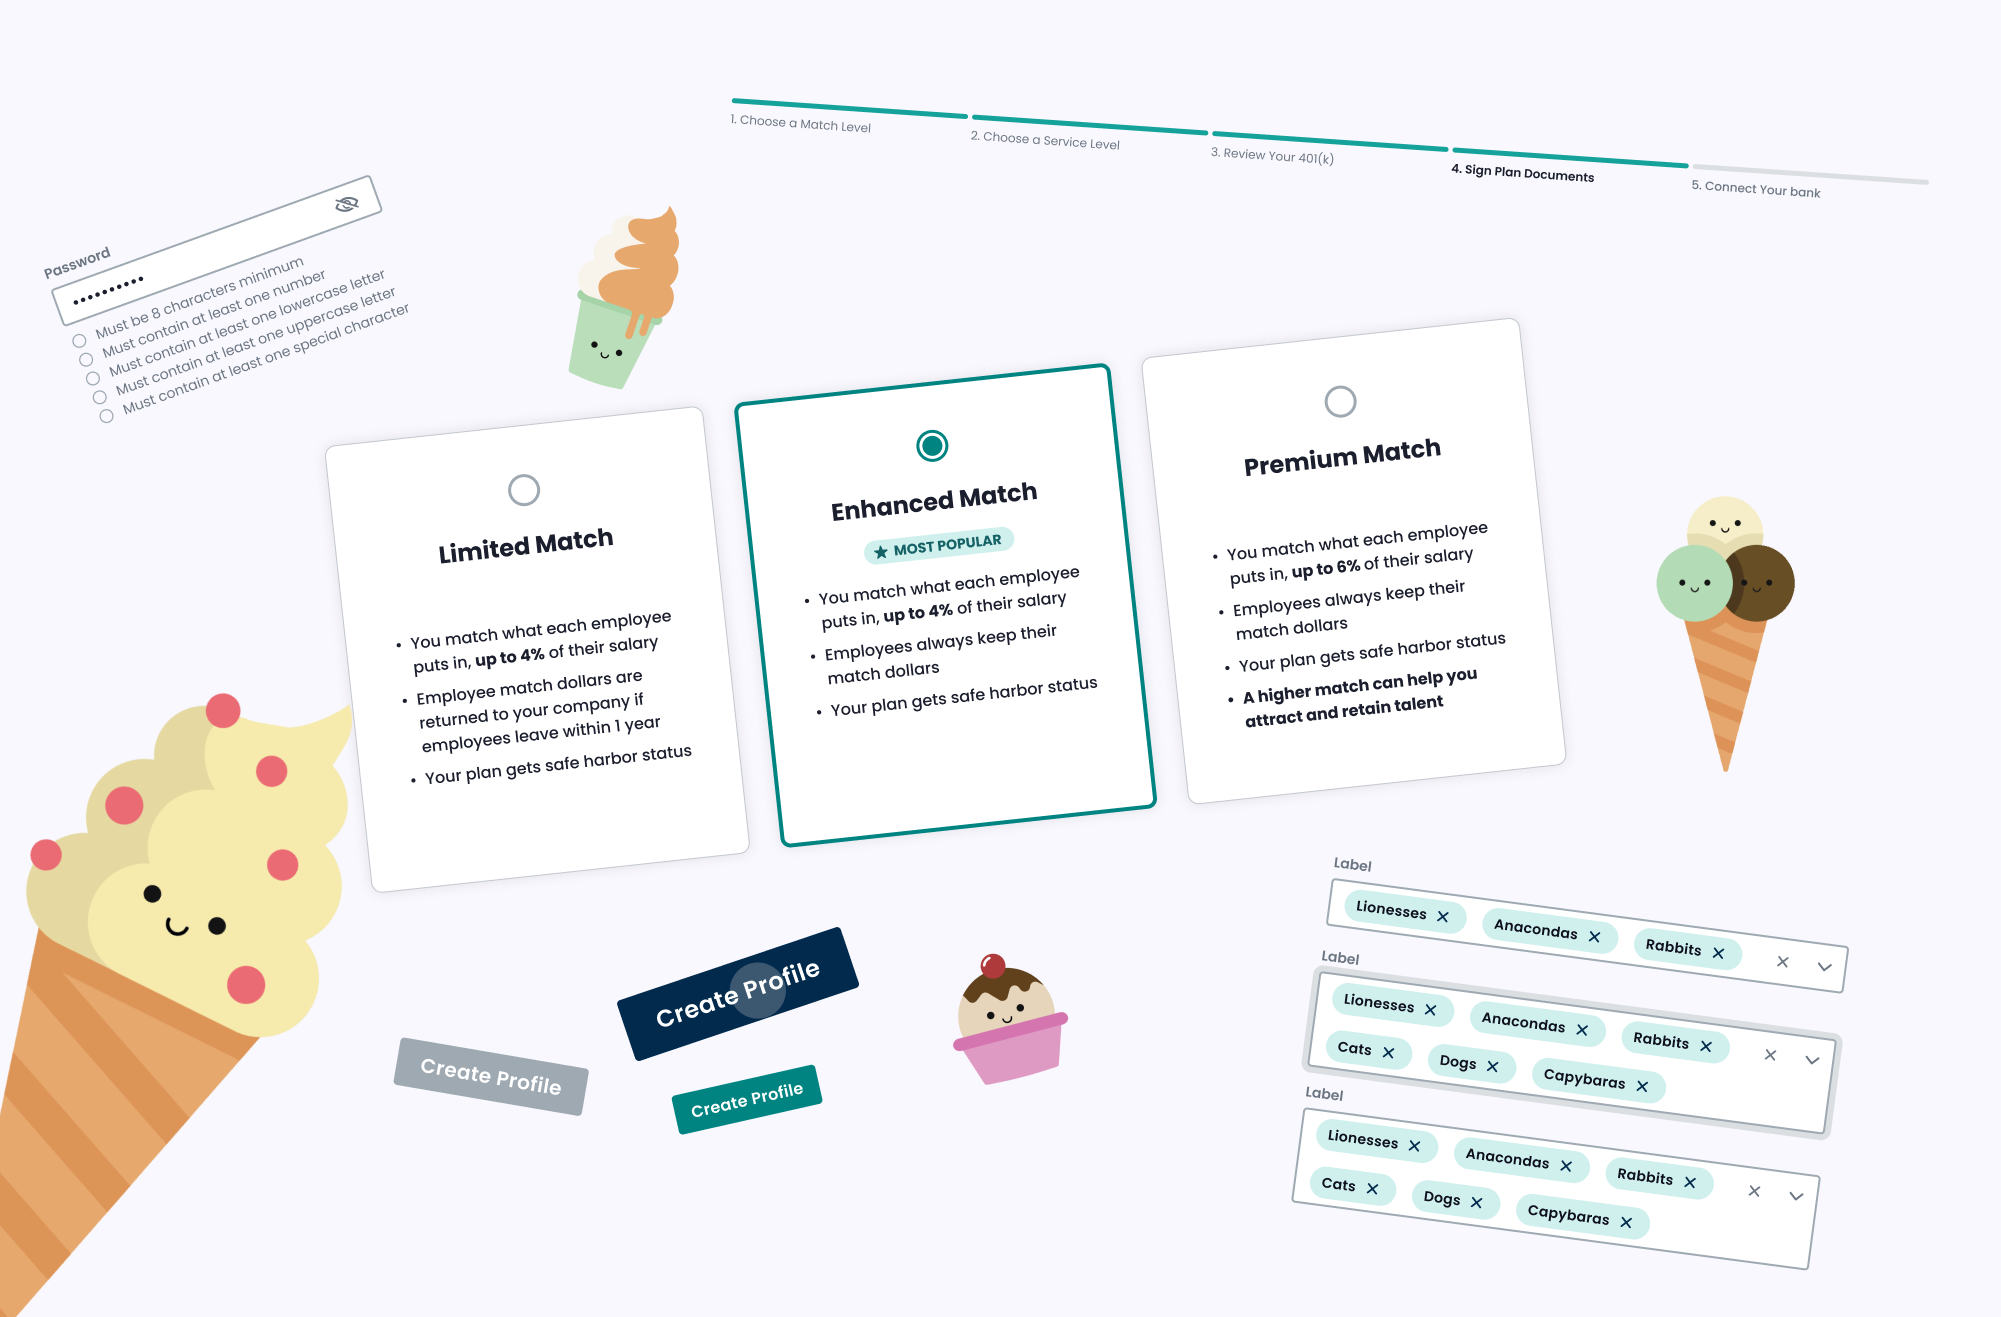 1. Choose a Match Level
2. Choose a Service Level
3. Review Your 401(k)
4. Sign Plan Documents
5. Connect Your bank
Password
Must be 8 characters minimum
Must contain at least one number
Must contain at least one lowercase letter
Must contain at least one uppercase letter
Must contain at least one special character
Limited Match
• You match what each employee
puts in, up to 4% of their salary
• Employee match dollars are
returned to your company if
employees leave within 1 year
• Your plan gets safe harbor status
Enhanced Match
MOST POPULAR
• You match what each employee
puts in, up to 4% of their salary
• Employees always keep their
match dollars
• Your plan gets safe harbor status
Premium Match
• You match what each employee
puts in, up to 6% of their salary
• Employees always keep their
match dollars
• Your plan gets safe harbor status
• A higher match can help you
attract and retain talent
Create Profile
Create Profile
Create Profile
Label
Lionesses Anacondas Rabbits
Label
Lionesses Anacondas Rabbits
Cats Dogs Capybaras
Label
Lionesses Anacondas Rabbits
Cats Dogs Capybaras